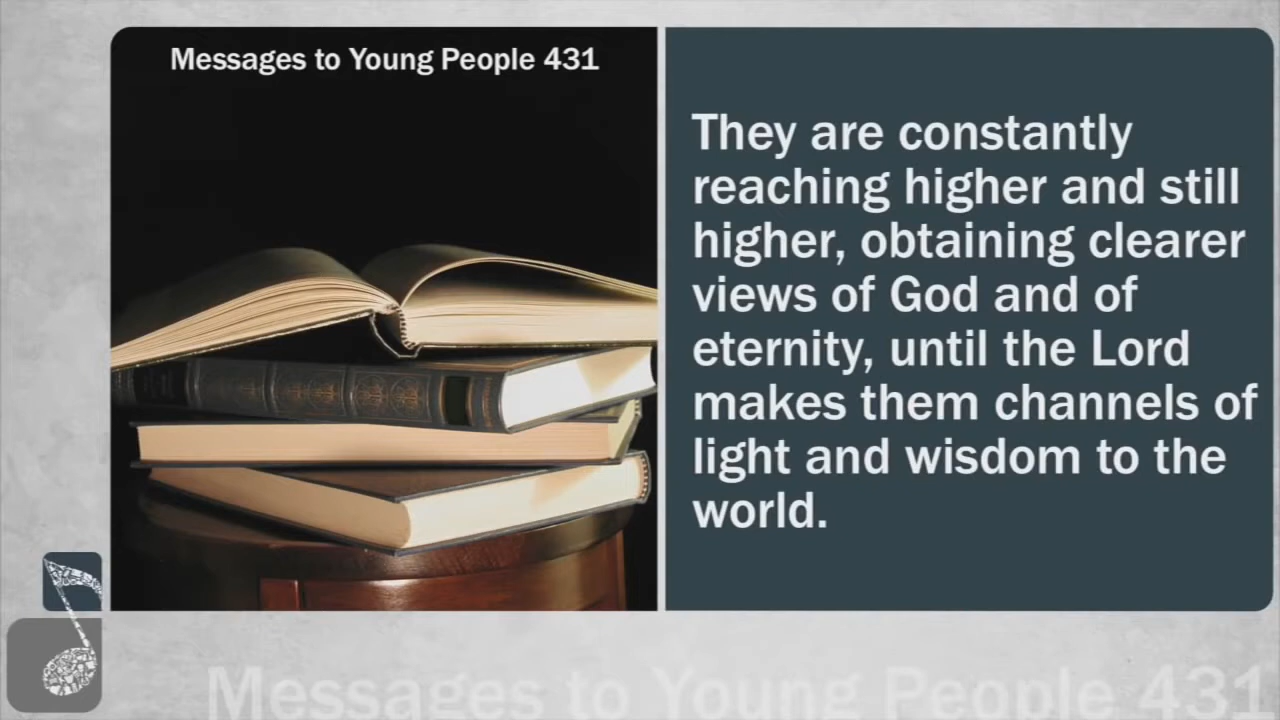 Messages to Young People 431
They are constantly
reaching higher and still
higher, obtaining clearer
views of God and of
eternity, until the Lord
makes them channels of
light and wisdom to the
world.
Messages to Young People 431